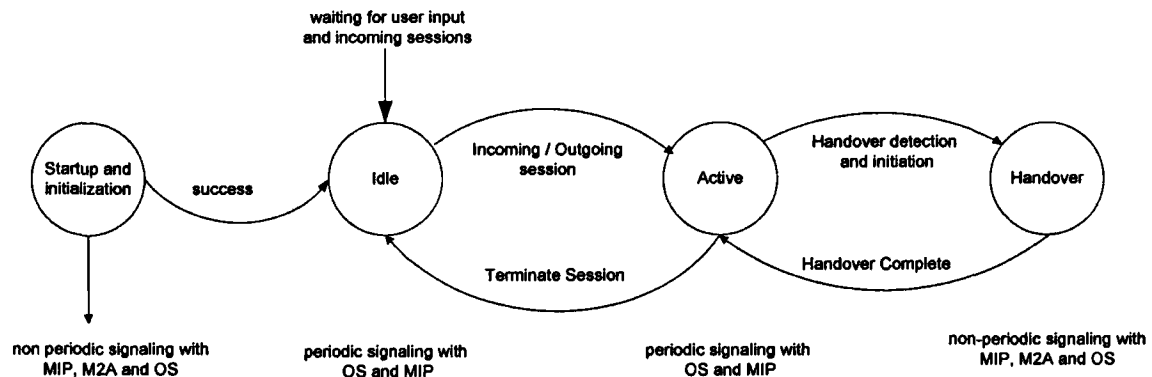 waiting for user input
and incoming sessions
Startup and
initialization
success
Idle
Incoming / Outgoing
session
Active
Handover detection
and initiation
Handover
Terminate Session
Handover Complete
non periodic signaling with
MIP, M2A and OS
periodic signaling with
OS and MIP
periodic signaling with
OS and MIP
non-periodic signaling with
MIP, M2A and OS